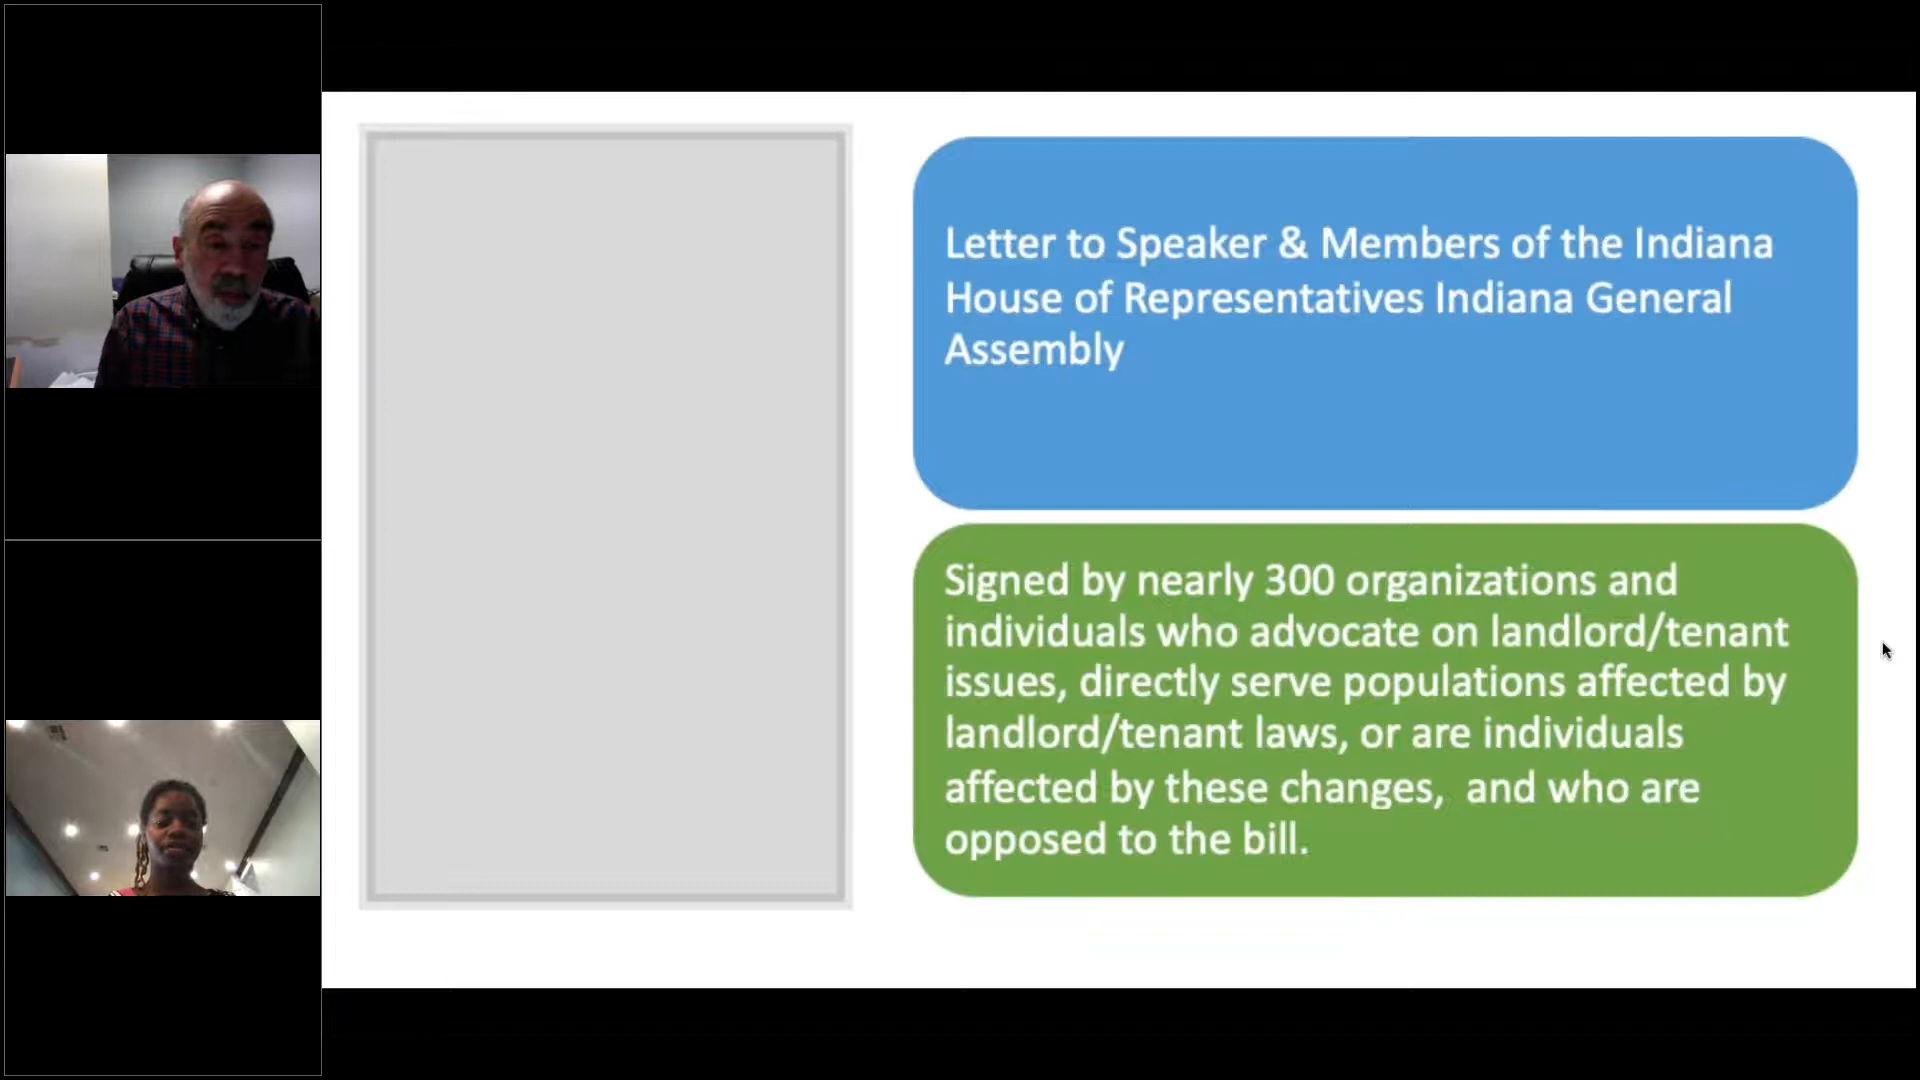 Letter to Speaker & Members of the Indiana
House of Representatives Indiana General
Assembly
Signed by nearly 300 organizations and
individuals who advocate on landlord/tenant
issues, directly serve populations affected by
landlord/tenant laws, or are individuals
affected by these changes,  and who are
opposed to the bill.